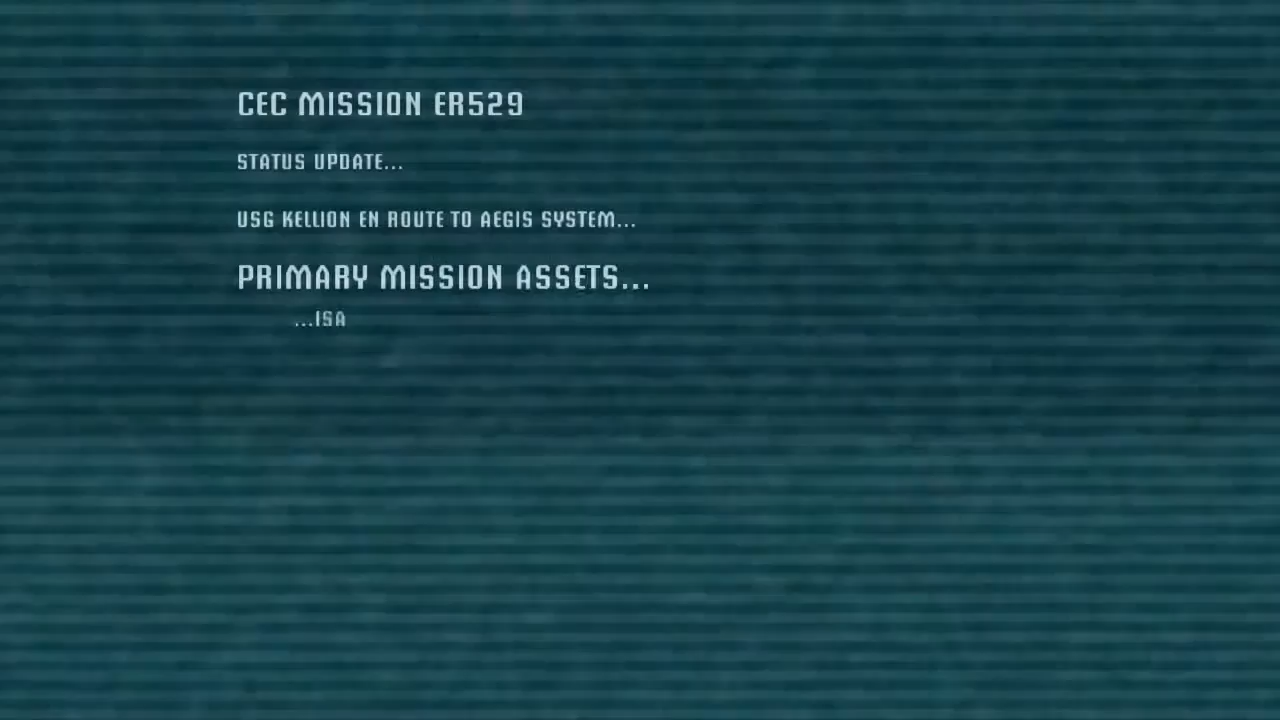 CEC MISSION ER529
STATUS UPDATE...
USG KELLION EN ROUTE TO AEGIS SYSTEM...
PRIMARY MISSION ASSETS...
...ISA